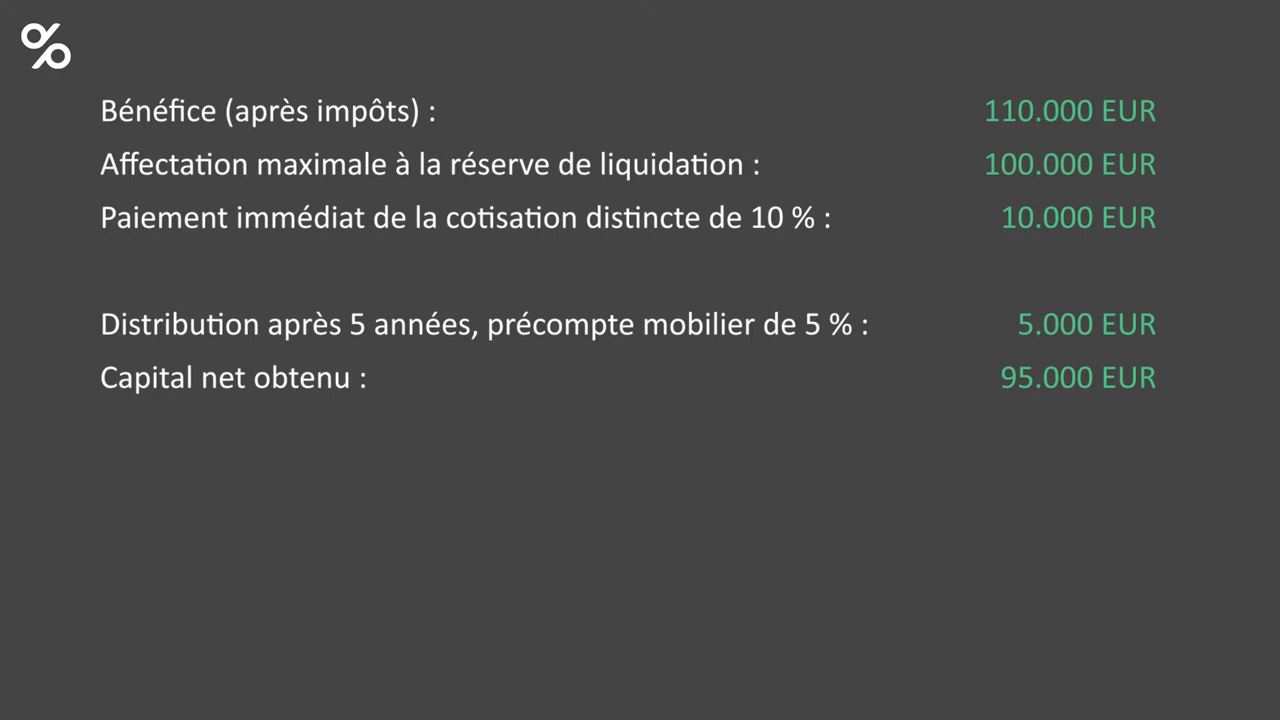 Bénéfice (après impôts) : 110.000 EUR
Affectation maximale à la réserve de liquidation : 100.000 EUR
Paiement immédiat de la cotisation distincte de 10 % : 10.000 EUR
Distribution après 5 années, précompte mobilier de 5 % : 5.000 EUR
Capital net obtenu : 95.000 EUR